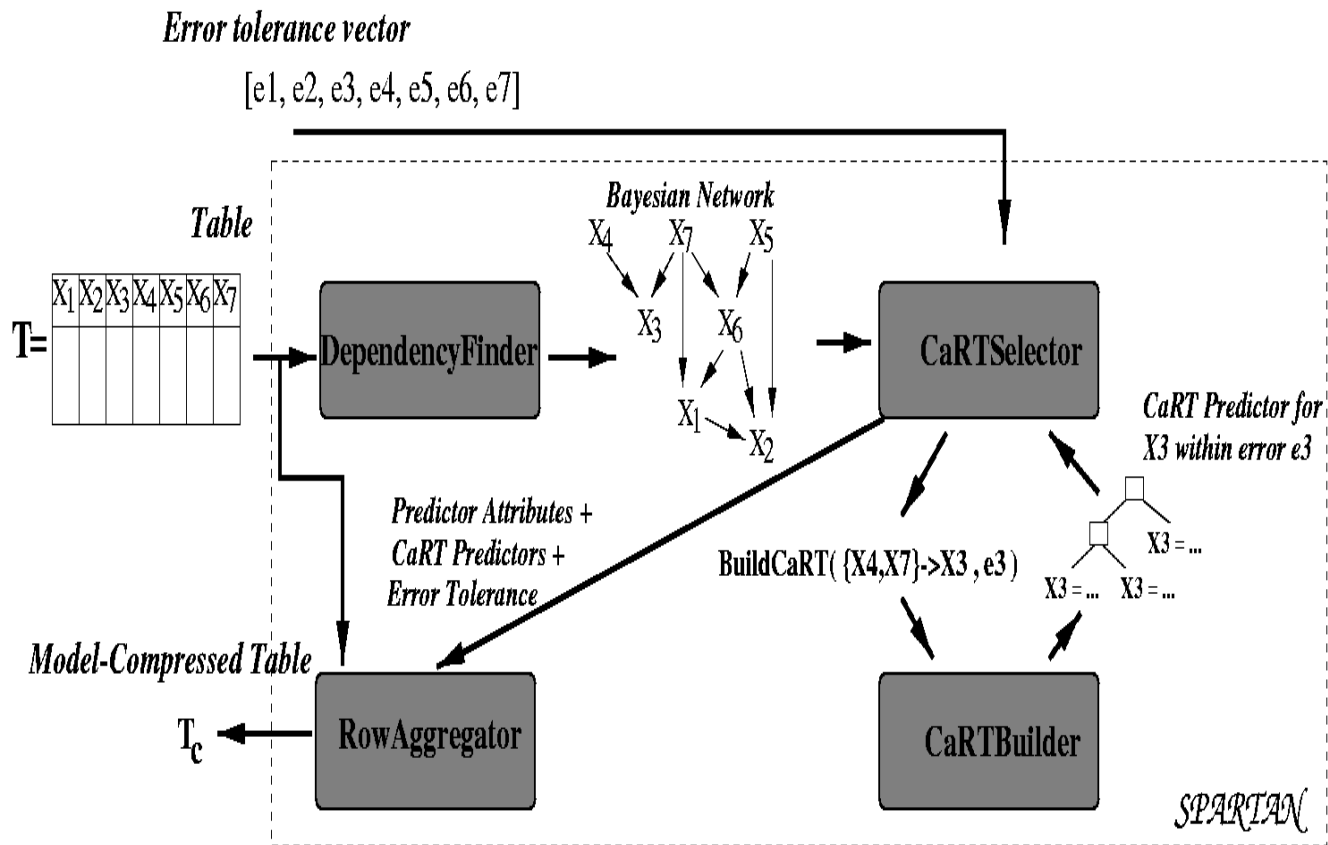 Error tolerance vector
[e1, e2, e3, e4, e5, e6, e7]
Table
Bayesian Network
X4 X7 X5
X1 X2 X3 X4 X5 X6 X7
T=
X3 X6
DependencyFinder
CaRTSelector
X1
X2
CaRT Predictor for
X3 within error e3
Predictor Attributes +
CaRT Predictors +
Error Tolerance
BuildCaRT( {X4,X7}->X3 , e3 )
X3 = ...
X3 = ... X3 = ...
Model-Compressed Table
Tc
RowAggregator
CaRTBuilder
SPARTAN